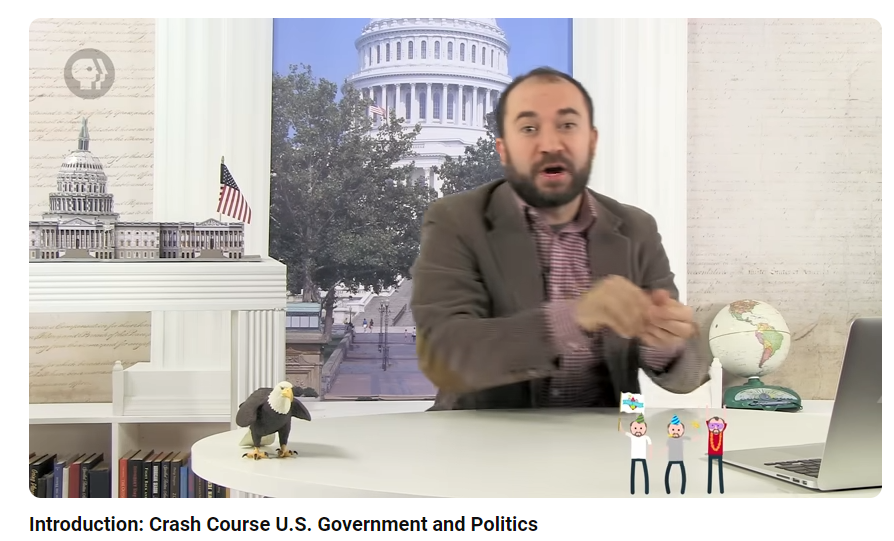 Introduction: Crash Course U.S. Government and Politics